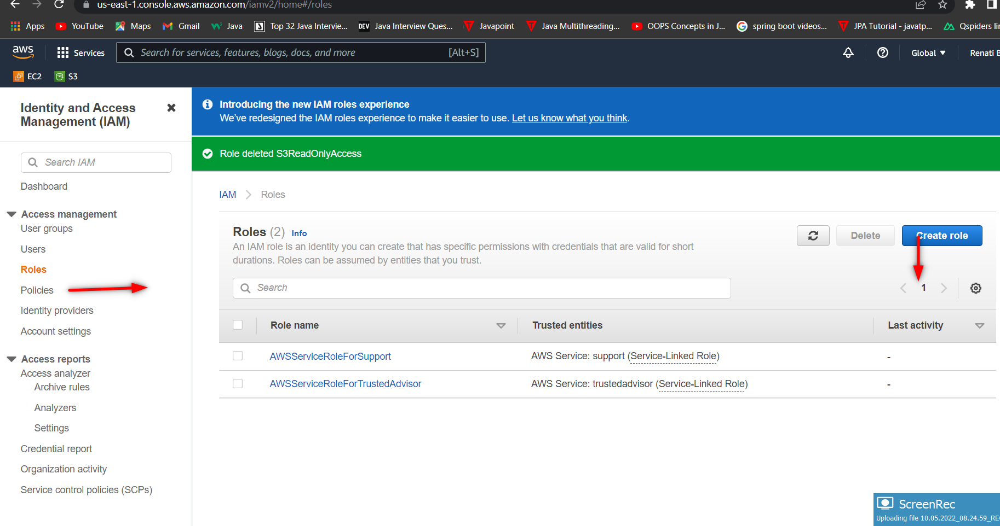 us-east-1.console.aws.amazon.com/iamv2/home#/roles
Apps YouTube Maps Gmail Java Top 32 Java Intervie... DEV Java Interview Ques... Javapoint Java Multithreading... OOPS Concepts in J... spring boot videos... JPA Tutorial - javatp... Qspiders lin
aws Services Search for services, features, blogs, docs, and more [Alt+S] Global Renati B
EC2 S3
Identity and Access
Management (IAM)
Search IAM
Dashboard
Access management
User groups
Users
Roles
Policies
Identity providers
Account settings
Access reports
Access analyzer
Archive rules
Analyzers
Settings
Credential report
Organization activity
Service control policies (SCPs)
Introducing the new IAM roles experience
We've redesigned the IAM roles experience to make it easier to use. Let us know what you think.
Role deleted S3ReadOnlyAccess
IAM > Roles
Roles (2) Info
An IAM role is an identity you can create that has specific permissions with credentials that are valid for short
durations. Roles can be assumed by entities that you trust.
Delete Create role
Search
1
Role name Trusted entities Last activity
AWSServiceRoleForSupport AWS Service: support (Service-Linked Role) -
AWSServiceRoleForTrustedAdvisor AWS Service: trustedadvisor (Service-Linked Role) -
ScreenRec
Uploading file 10.05.2022_08.24.59_REC